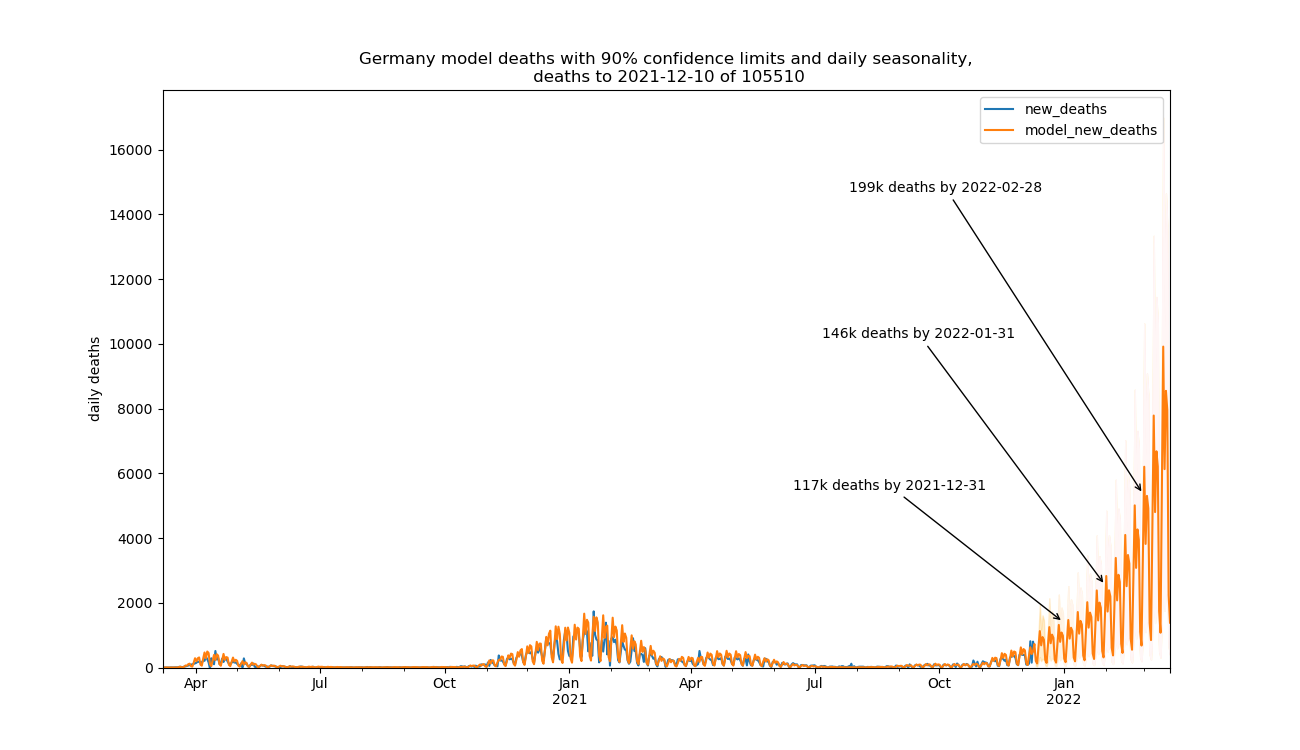 Germany model deaths with 90% confidence limits and daily seasonality,
deaths to 2021-12-10 of 105510
new_deaths
model_new_deaths
16000
14000
12000
10000
8000
6000
4000
2000
0
daily deaths
199k deaths by 2022-02-28
146k deaths by 2022-01-31
117k deaths by 2021-12-31
Apr Jul Oct Jan Apr Jul Oct Jan
2021 2022